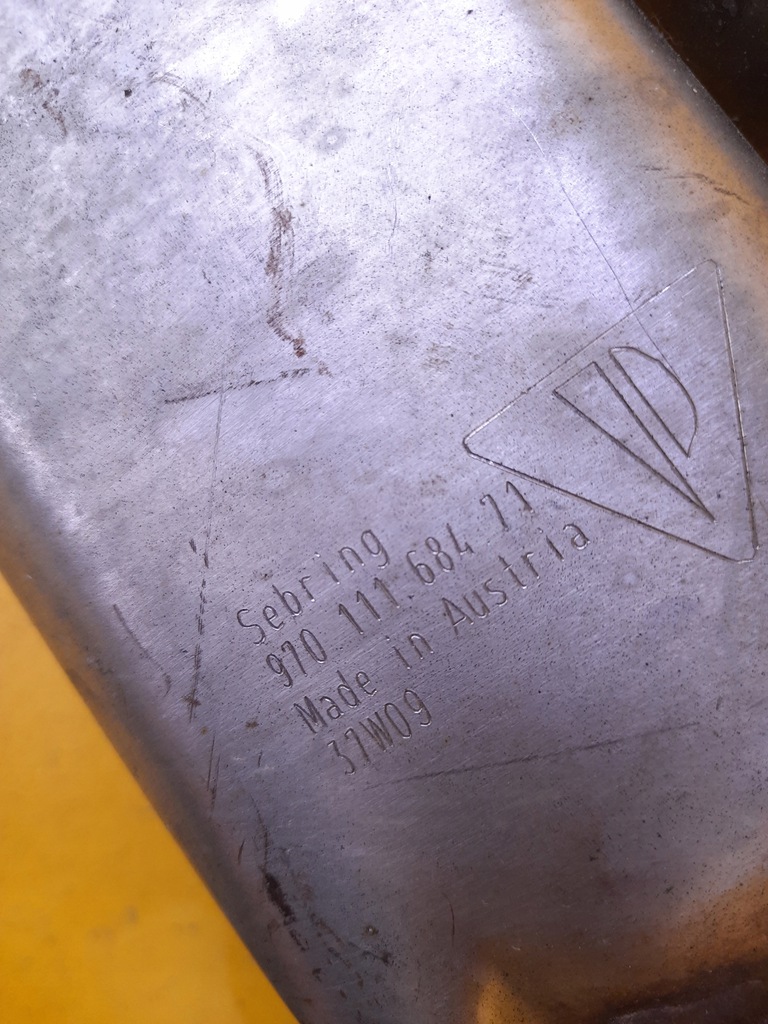 Sebring
970 111.684 71
Made in Austria
37W09